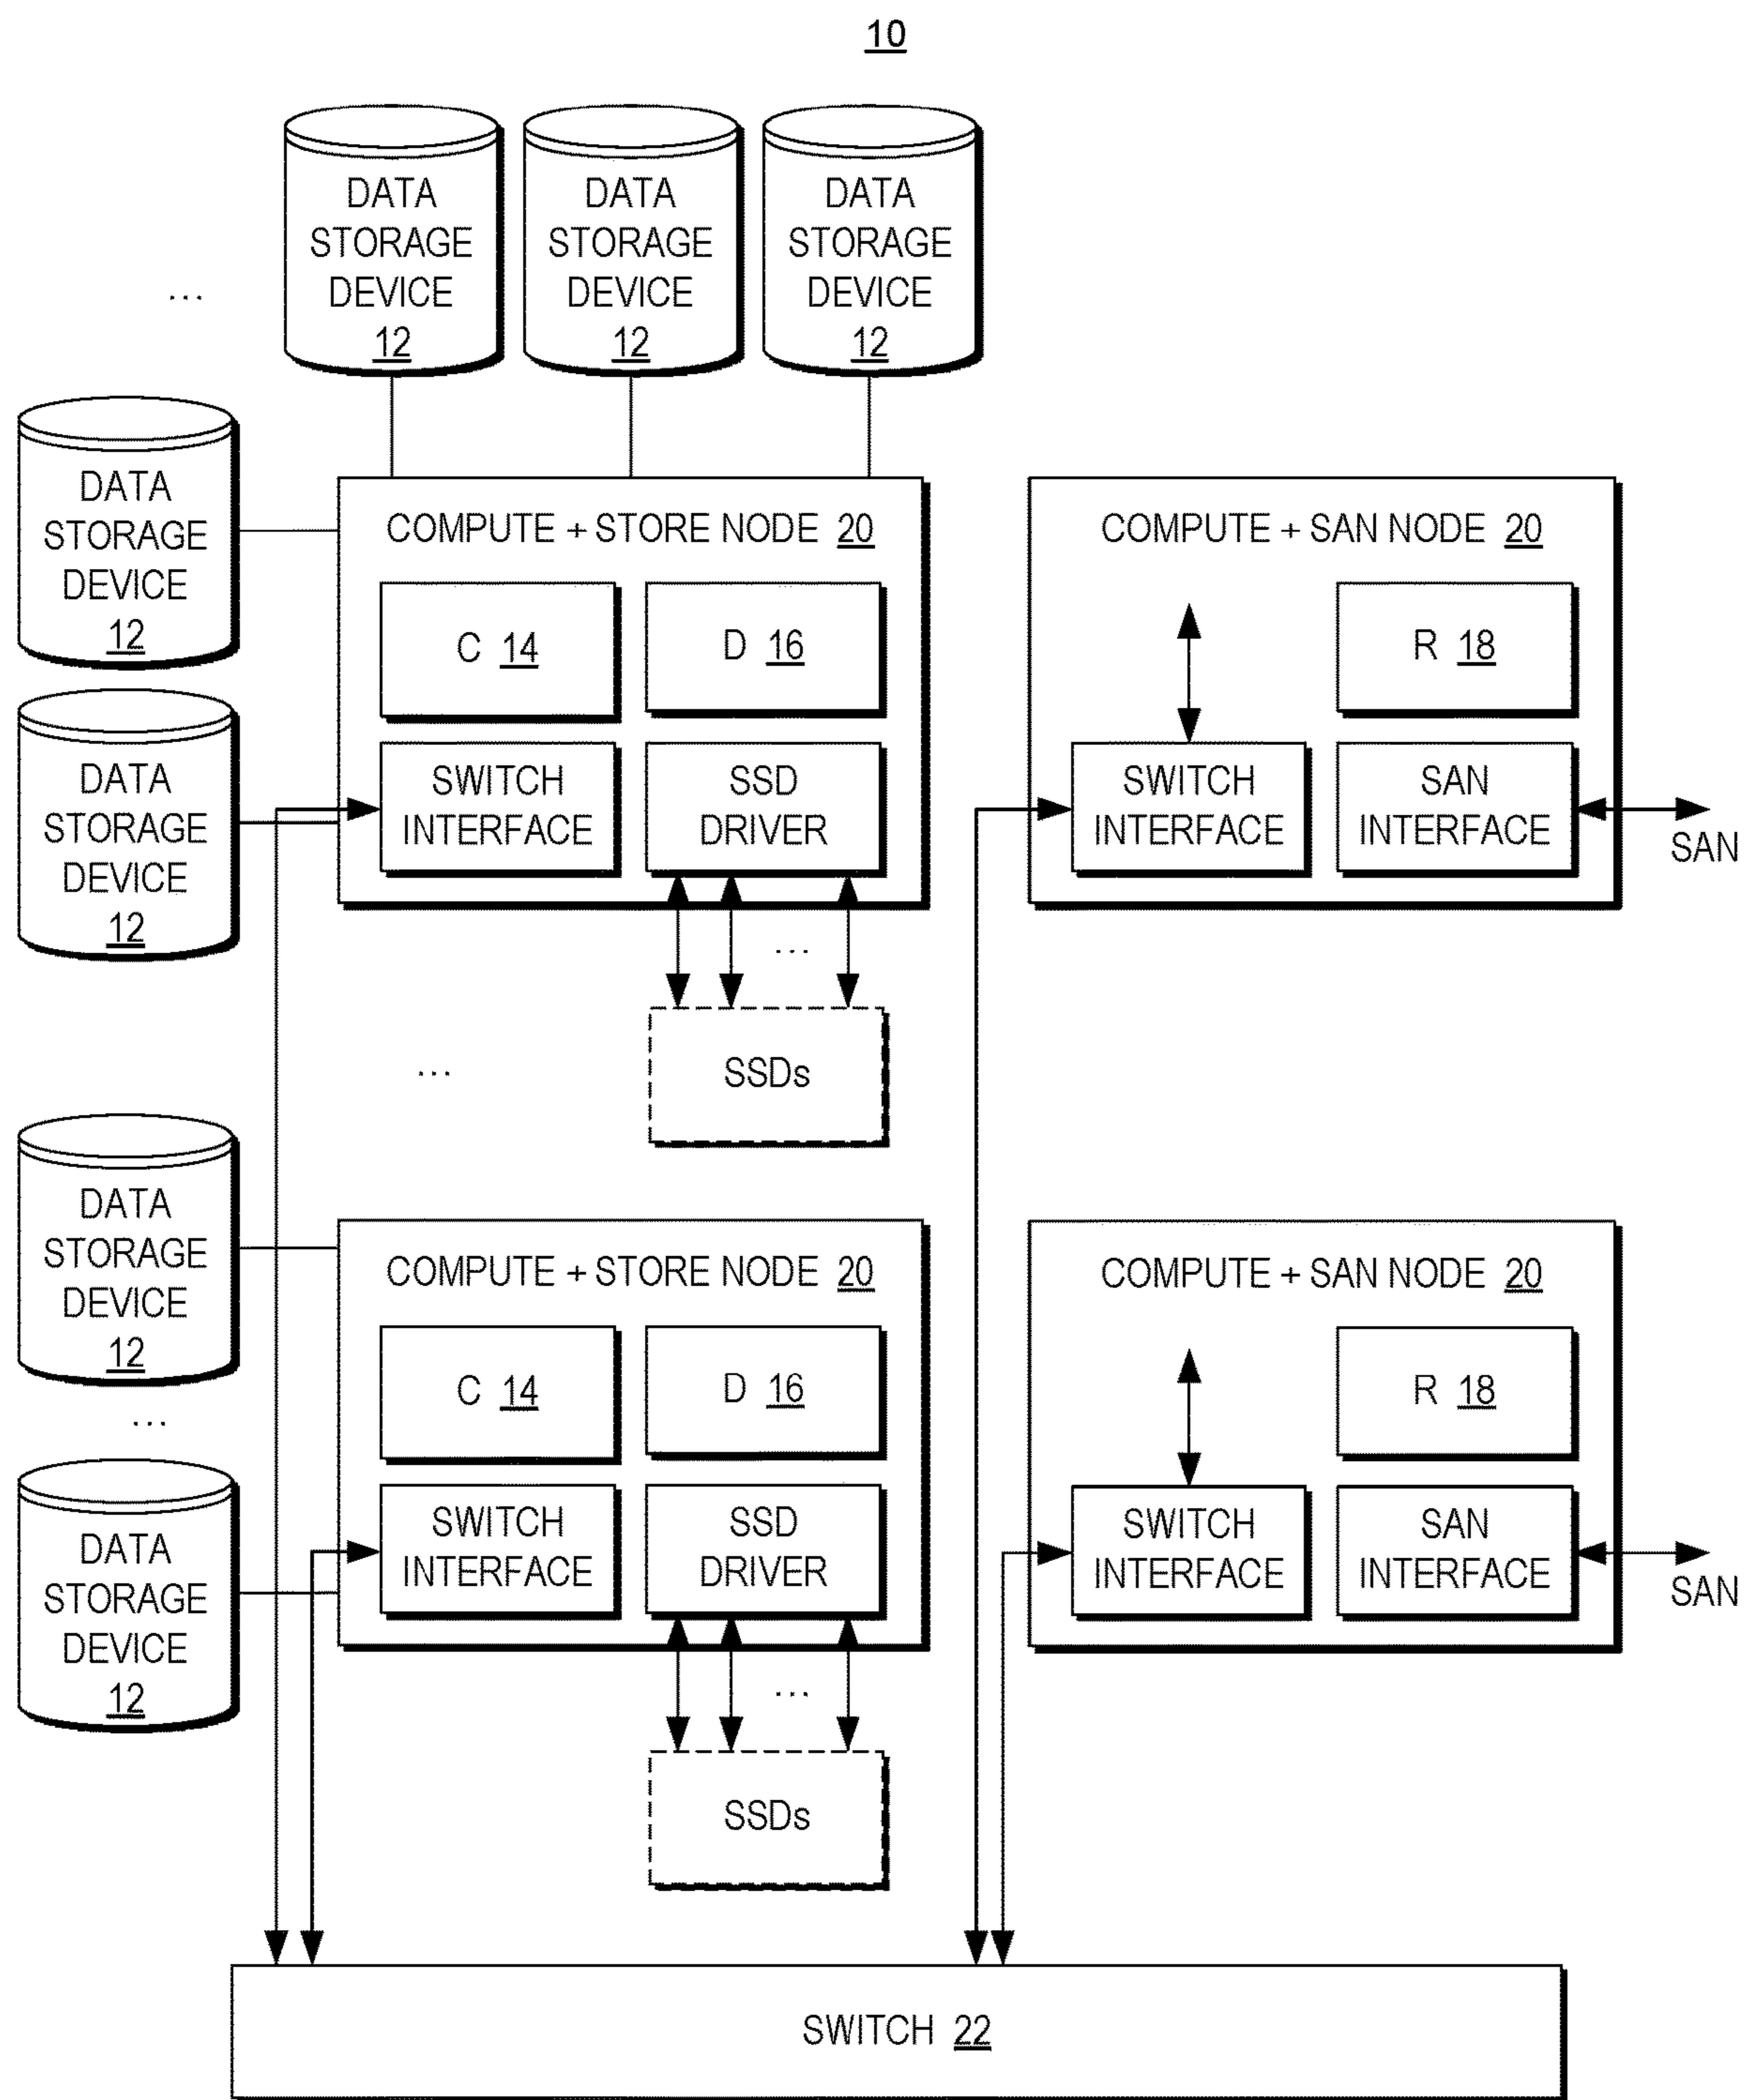 10
DATA
STORAGE
DEVICE
12
DATA
STORAGE
DEVICE
12
DATA
STORAGE
DEVICE
12
...
DATA
STORAGE
DEVICE
12
DATA
STORAGE
DEVICE
12
COMPUTE + STORE NODE 20
C 14
D 16
SWITCH
INTERFACE
SSD
DRIVER
...
SSDs
COMPUTE + SAN NODE 20
R 18
SWITCH
INTERFACE
SAN
INTERFACE
SAN
...
DATA
STORAGE
DEVICE
12
...
DATA
STORAGE
DEVICE
12
COMPUTE + STORE NODE 20
C 14
D 16
SWITCH
INTERFACE
SSD
DRIVER
...
SSDs
COMPUTE + SAN NODE 20
R 18
SWITCH
INTERFACE
SAN
INTERFACE
SAN
SWITCH 22